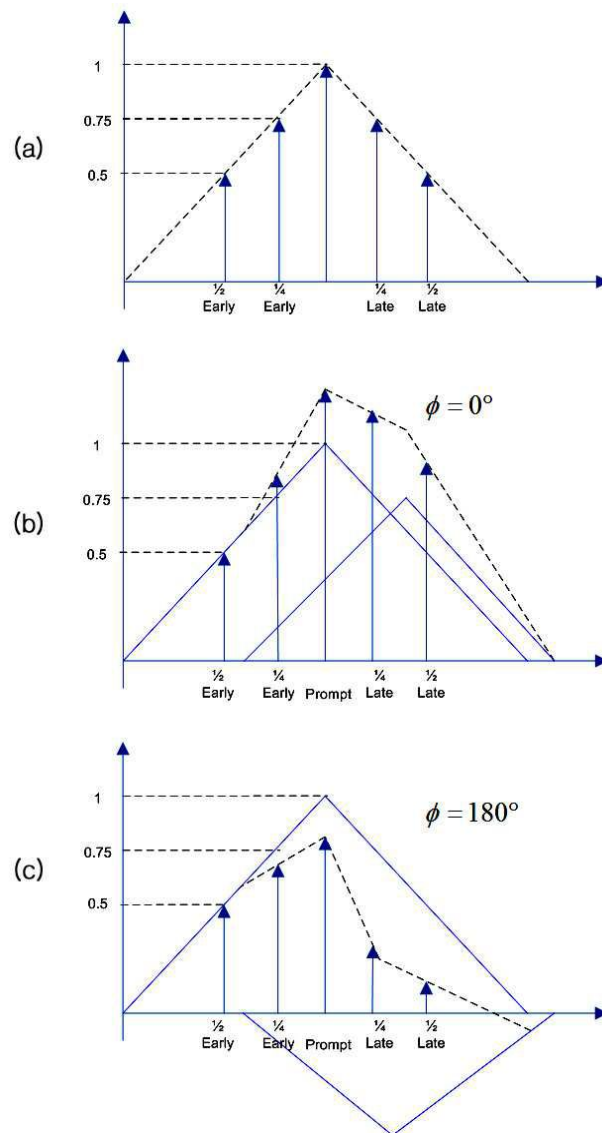 (a)
1
0.75
0.5
½ ¼ ¼ ½
Early Early Late Late
(b)
ϕ = 0°
1
0.75
0.5
½ ¼ ¼ ½
Early Early Prompt Late Late
(c)
ϕ = 180°
1
0.75
0.5
½ ¼ ¼ ½
Early Early Prompt Late Late